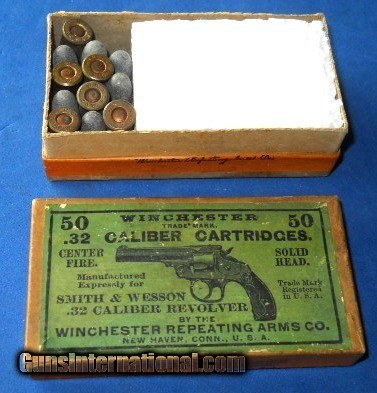 50 WINCHESTER 50
TRADE MARK.
.32 CALIBER CARTRIDGES.
CENTER FIRE.
SOLID HEAD.
Manufactured
Expressly for
Trade Mark
Registered
in U.S.A.
SMITH & WESSON
.32 CALIBER REVOLVER
BY THE
WINCHESTER REPEATING ARMS CO.
NEW HAVEN, CONN., U.S.A.
GunsInternational.com